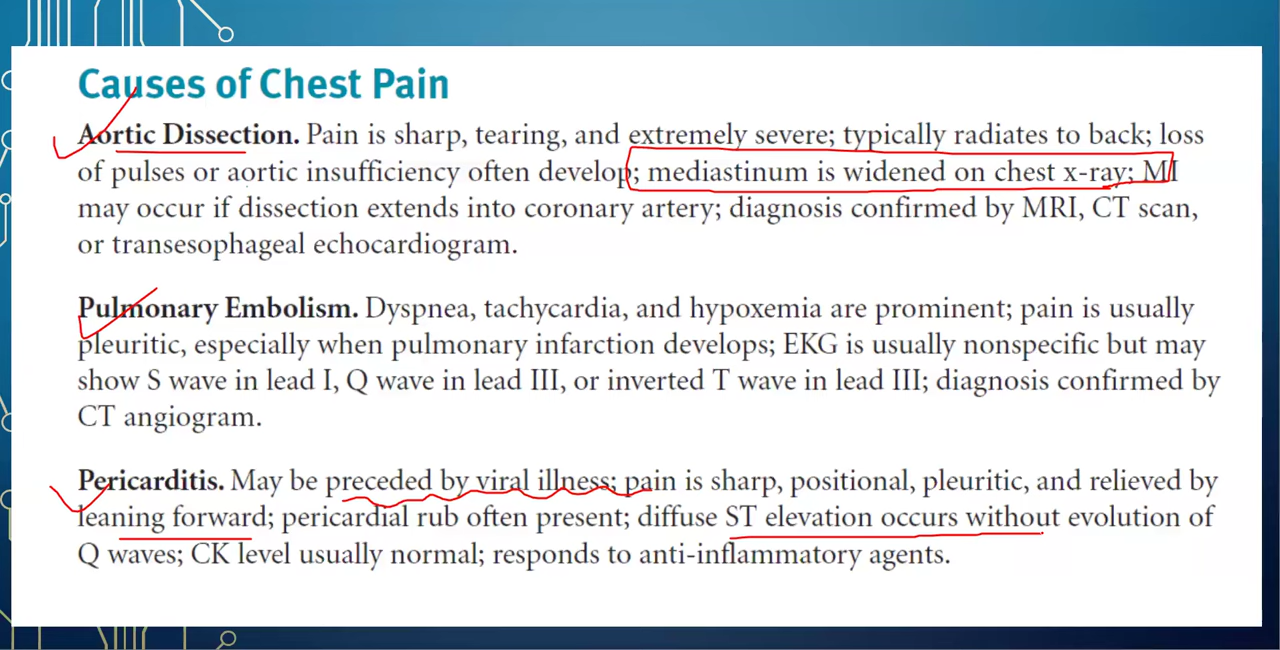 Causes of Chest Pain
Aortic Dissection. Pain is sharp, tearing, and extremely severe; typically radiates to back; loss
of pulses or aortic insufficiency often develop; mediastinum is widened on chest x-ray; MI
may occur if dissection extends into coronary artery; diagnosis confirmed by MRI, CT scan,
or transesophageal echocardiogram.
Pulmonary Embolism. Dyspnea, tachycardia, and hypoxemia are prominent; pain is usually
pleuritic, especially when pulmonary infarction develops; EKG is usually nonspecific but may
show S wave in lead I, Q wave in lead III, or inverted T wave in lead III; diagnosis confirmed by
CT angiogram.
Pericarditis. May be preceded by viral illness; pain is sharp, positional, pleuritic, and relieved by
leaning forward; pericardial rub often present; diffuse ST elevation occurs without evolution of
Q waves; CK level usually normal; responds to anti-inflammatory agents.